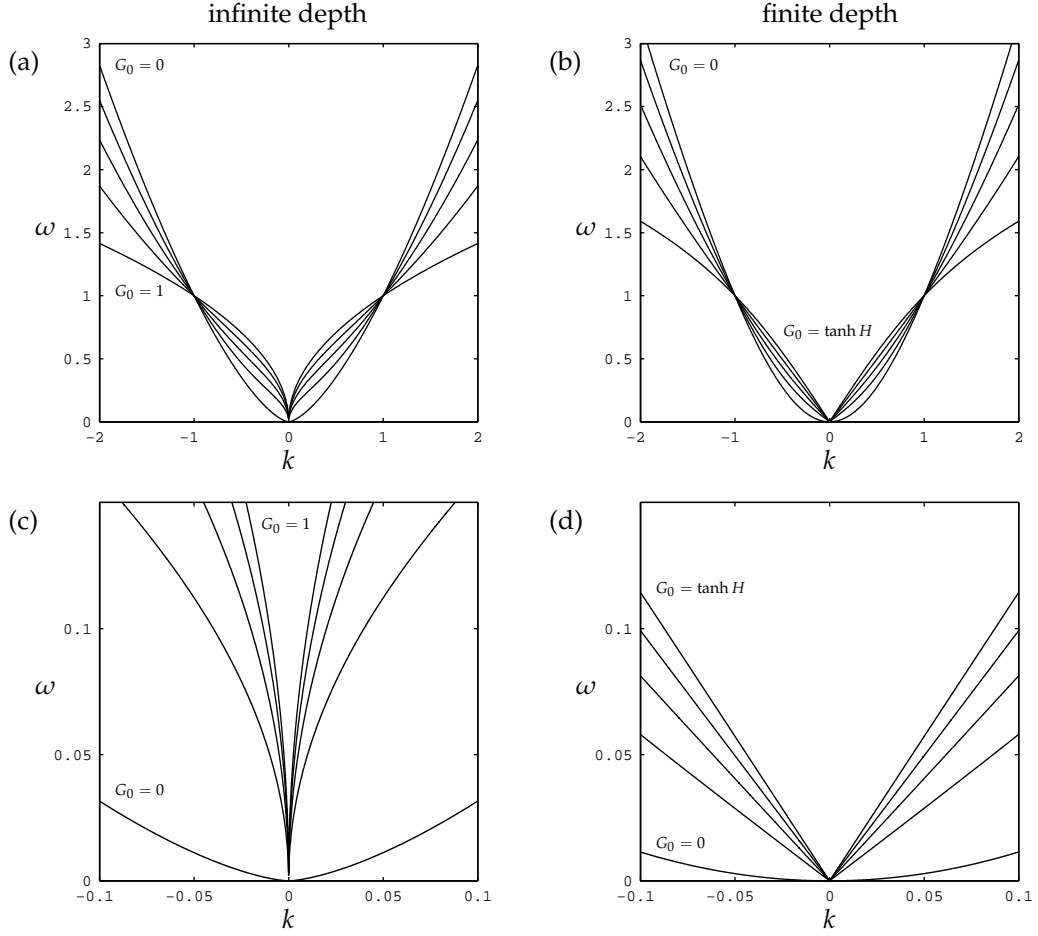 infinite depth
finite depth
(a)
3
2.5
2
1.5
1
0.5
0
ω
G₀ = 0
G₀ = 1
-2
-1
0
1
2
k
(b)
3
2.5
2
1.5
1
0.5
0
ω
G₀ = 0
G₀ = tanh H
-2
-1
0
1
2
k
(c)
0.1
0.05
0
ω
G₀ = 1
G₀ = 0
-0.1
-0.05
0
0.05
0.1
k
(d)
0.1
0.05
0
ω
G₀ = tanh H
G₀ = 0
-0.1
-0.05
0
0.05
0.1
k